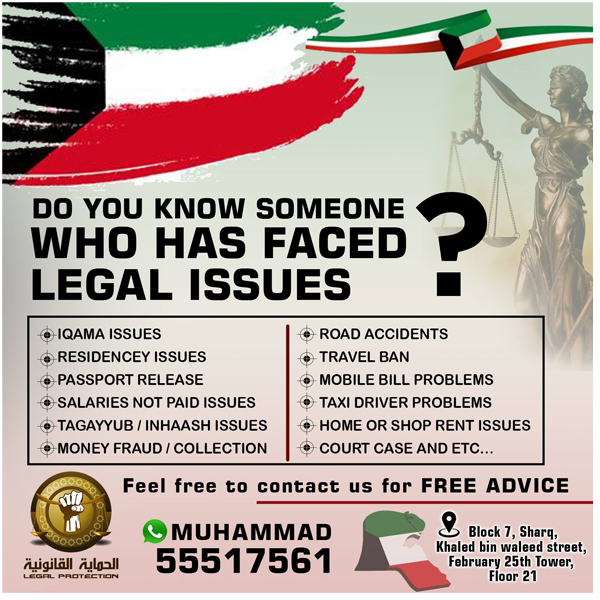 DO YOU KNOW SOMEONE
WHO HAS FACED
LEGAL ISSUES
?
IQAMA ISSUES
RESIDENCEY ISSUES
PASSPORT RELEASE
SALARIES NOT PAID ISSUES
TAGAYYUB / INHAASH ISSUES
MONEY FRAUD / COLLECTION
ROAD ACCIDENTS
TRAVEL BAN
MOBILE BILL PROBLEMS
TAXI DRIVER PROBLEMS
HOME OR SHOP RENT ISSUES
COURT CASE AND ETC...
Feel free to contact us for FREE ADVICE
الحماية القانونية
LEGAL PROTECTION
MUHAMMAD
55517561
Block 7, Sharq,
Khaled bin waleed street,
February 25th Tower,
Floor 21